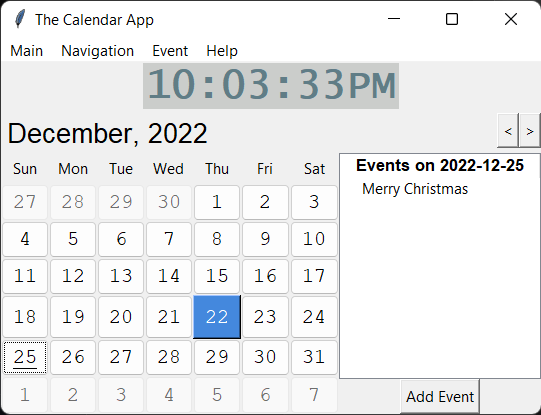 The Calendar App
Main Navigation Event Help
10:03:33PM
December, 2022
< >
Sun Mon Tue Wed Thu Fri Sat
27 28 29 30 1 2 3
4 5 6 7 8 9 10
11 12 13 14 15 16 17
18 19 20 21 22 23 24
25 26 27 28 29 30 31
1 2 3 4 5 6 7
Events on 2022-12-25
Merry Christmas
Add Event